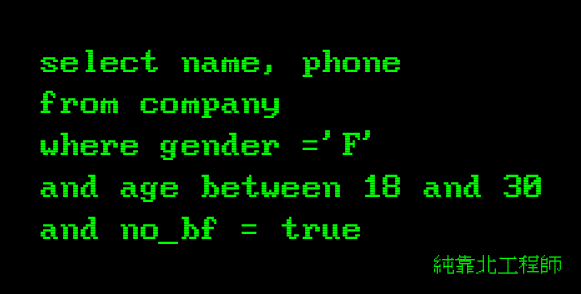 select name, phone
from company
where gender ='F'
and age between 18 and 30
and no_bf = true
純靠北工程師